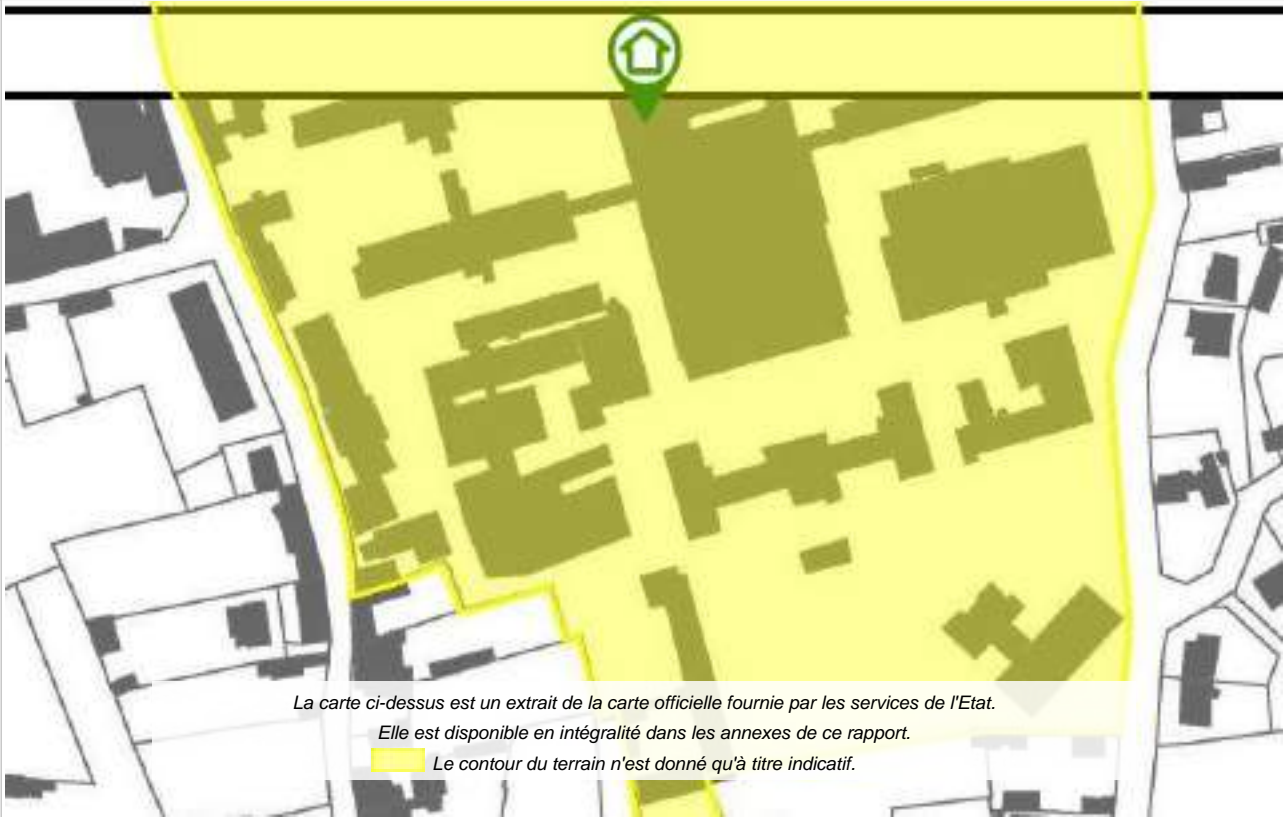 La carte ci-dessus est un extrait de la carte officielle fournie par les services de l'Etat.
Elle est disponible en intégralité dans les annexes de ce rapport.
Le contour du terrain n'est donné qu'à titre indicatif.